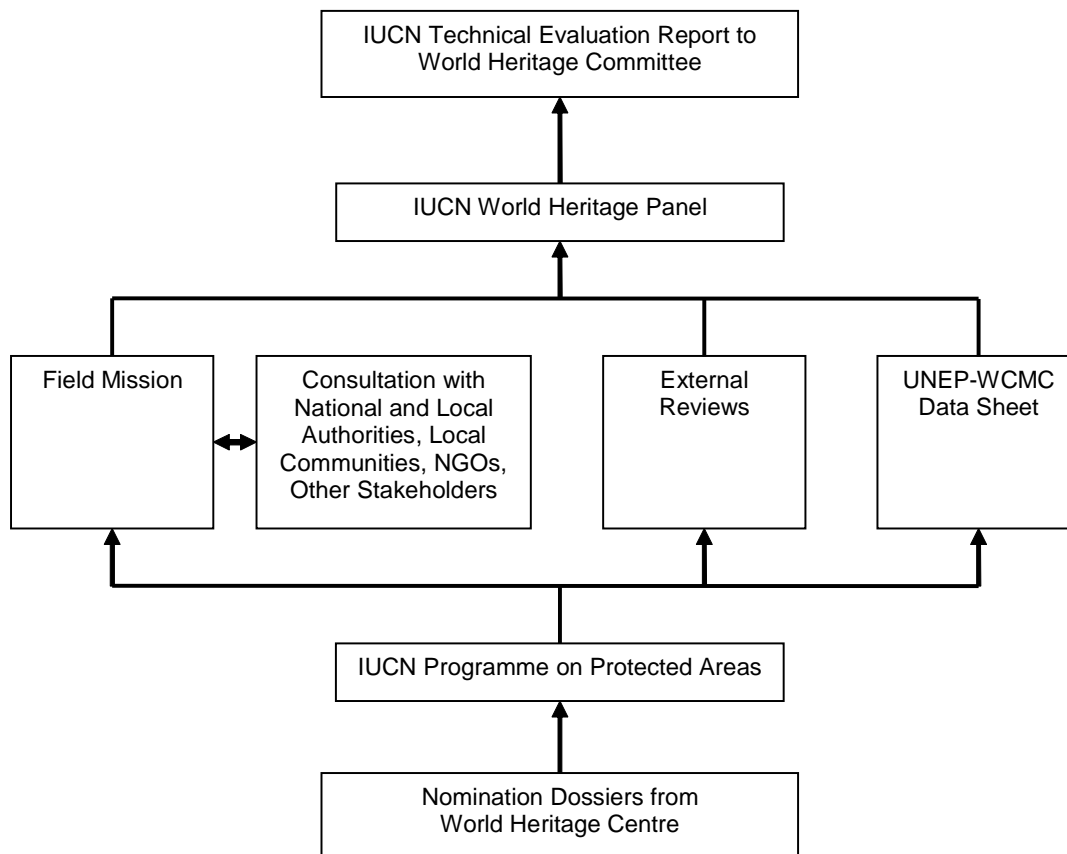 IUCN Technical Evaluation Report to
World Heritage Committee
IUCN World Heritage Panel
Field Mission
Consultation with
National and Local
Authorities, Local
Communities, NGOs,
Other Stakeholders
External
Reviews
UNEP-WCMC
Data Sheet
IUCN Programme on Protected Areas
Nomination Dossiers from
World Heritage Centre